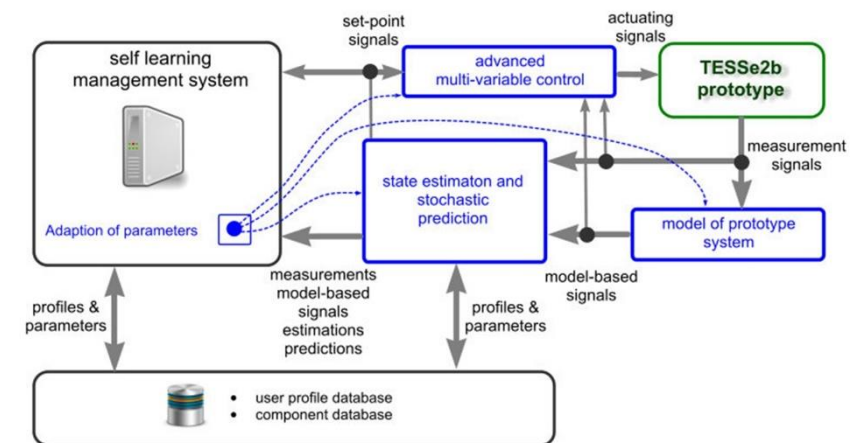 set-point
signals
actuating
signals
self learning
management system
advanced
multi-variable control
TESSe2b
prototype
measurement
signals
state estimaton and
stochastic
prediction
Adaption of parameters
model of prototype
system
measurements
model-based
signals
estimations
predictions
model-based
signals
profiles &
parameters
profiles &
parameters
• user profile database
• component database